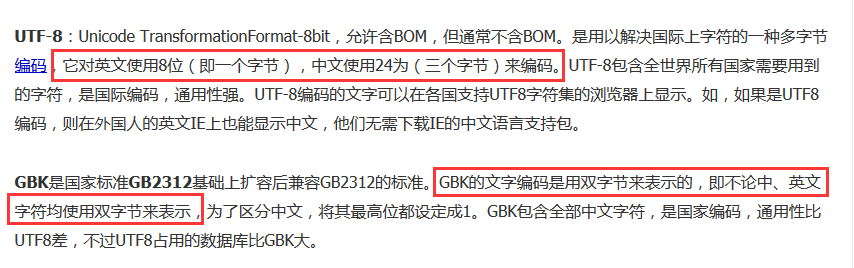 UTF-8：Unicode TransformationFormat-8bit，允许含BOM，但通常不含BOM。是用以解决国际上字符的一种多字节
编码，它对英文使用8位（即一个字节），中文使用24为（三个字节）来编码。UTF-8包含全世界所有国家需要用到
的字符，是国际编码，通用性强。UTF-8编码的文字可以在各国支持UTF8字符集的浏览器上显示。如，如果是UTF8
编码，则在外国人的英文IE上也能显示中文，他们无需下载IE的中文语言支持包。
GBK是国家标准GB2312基础上扩容后兼容GB2312的标准。GBK的文字编码是用双字节来表示的，即不论中、英文
字符均使用双字节来表示，为了区分中文，将其最高位都设定成1。GBK包含全部中文字符，是国家编码，通用性比
UTF8差，不过UTF8占用的数据库比GBK大。